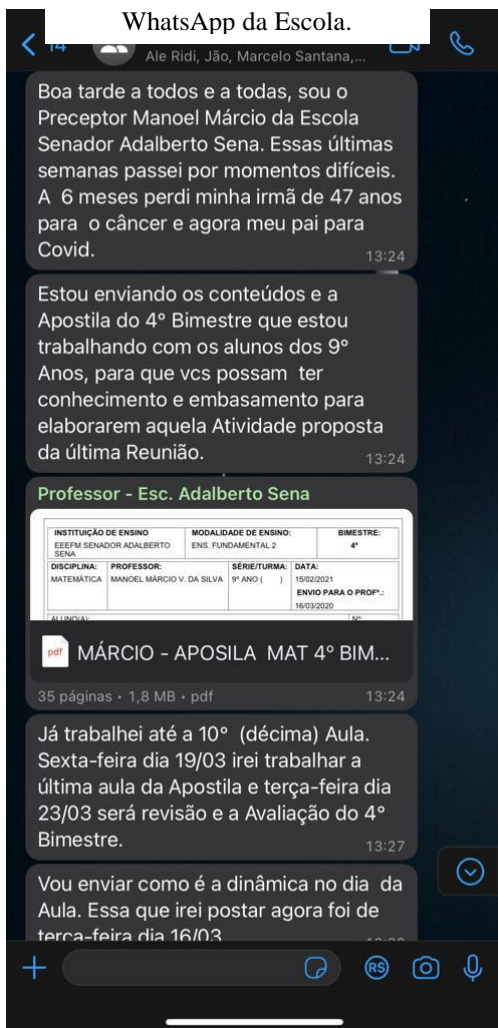 WhatsApp da Escola.
14
Ale Ridi, Jão, Marcelo Santana,...
Boa tarde a todos e a todas, sou o
Preceptor Manoel Márcio da Escola
Senador Adalberto Sena. Essas últimas
semanas passei por momentos difíceis.
A 6 meses perdi minha irmã de 47 anos
para o câncer e agora meu pai para
Covid.
13:24
Estou enviando os conteúdos e a
Apostila do 4° Bimestre que estou
trabalhando com os alunos dos 9°
Anos, para que vcs possam ter
conhecimento e embasamento para
elaborarem aquela Atividade proposta
da última Reunião.
13:24
Professor - Esc. Adalberto Sena
INSTITUIÇÃO DE ENSINO MODALIDADE DE ENSINO: BIMESTRE:
EEEFM SENADOR ADALBERTO ENS. FUNDAMENTAL 2 4°
SENA
DISCIPLINA: PROFESSOR: SÉRIE/TURMA: DATA:
MATEMÁTICA MANOEL MÁRCIO V. DA SILVA 9° ANO ( ) 15/02/2021
ENVIO PARA O PROFº.:
16/03/2020
ALUNO(A): Nº:
pdf MÁRCIO - APOSILA MAT 4° BIM...
35 páginas • 1,8 MB • pdf 13:24
Já trabalhei até a 10° (décima) Aula.
Sexta-feira dia 19/03 irei trabalhar a
última aula da Apostila e terça-feira dia
23/03 será revisão e a Avaliação do 4°
Bimestre.
13:27
Vou enviar como é a dinâmica no dia da
Aula. Essa que irei postar agora foi de
terça-feira dia 16/03
R$